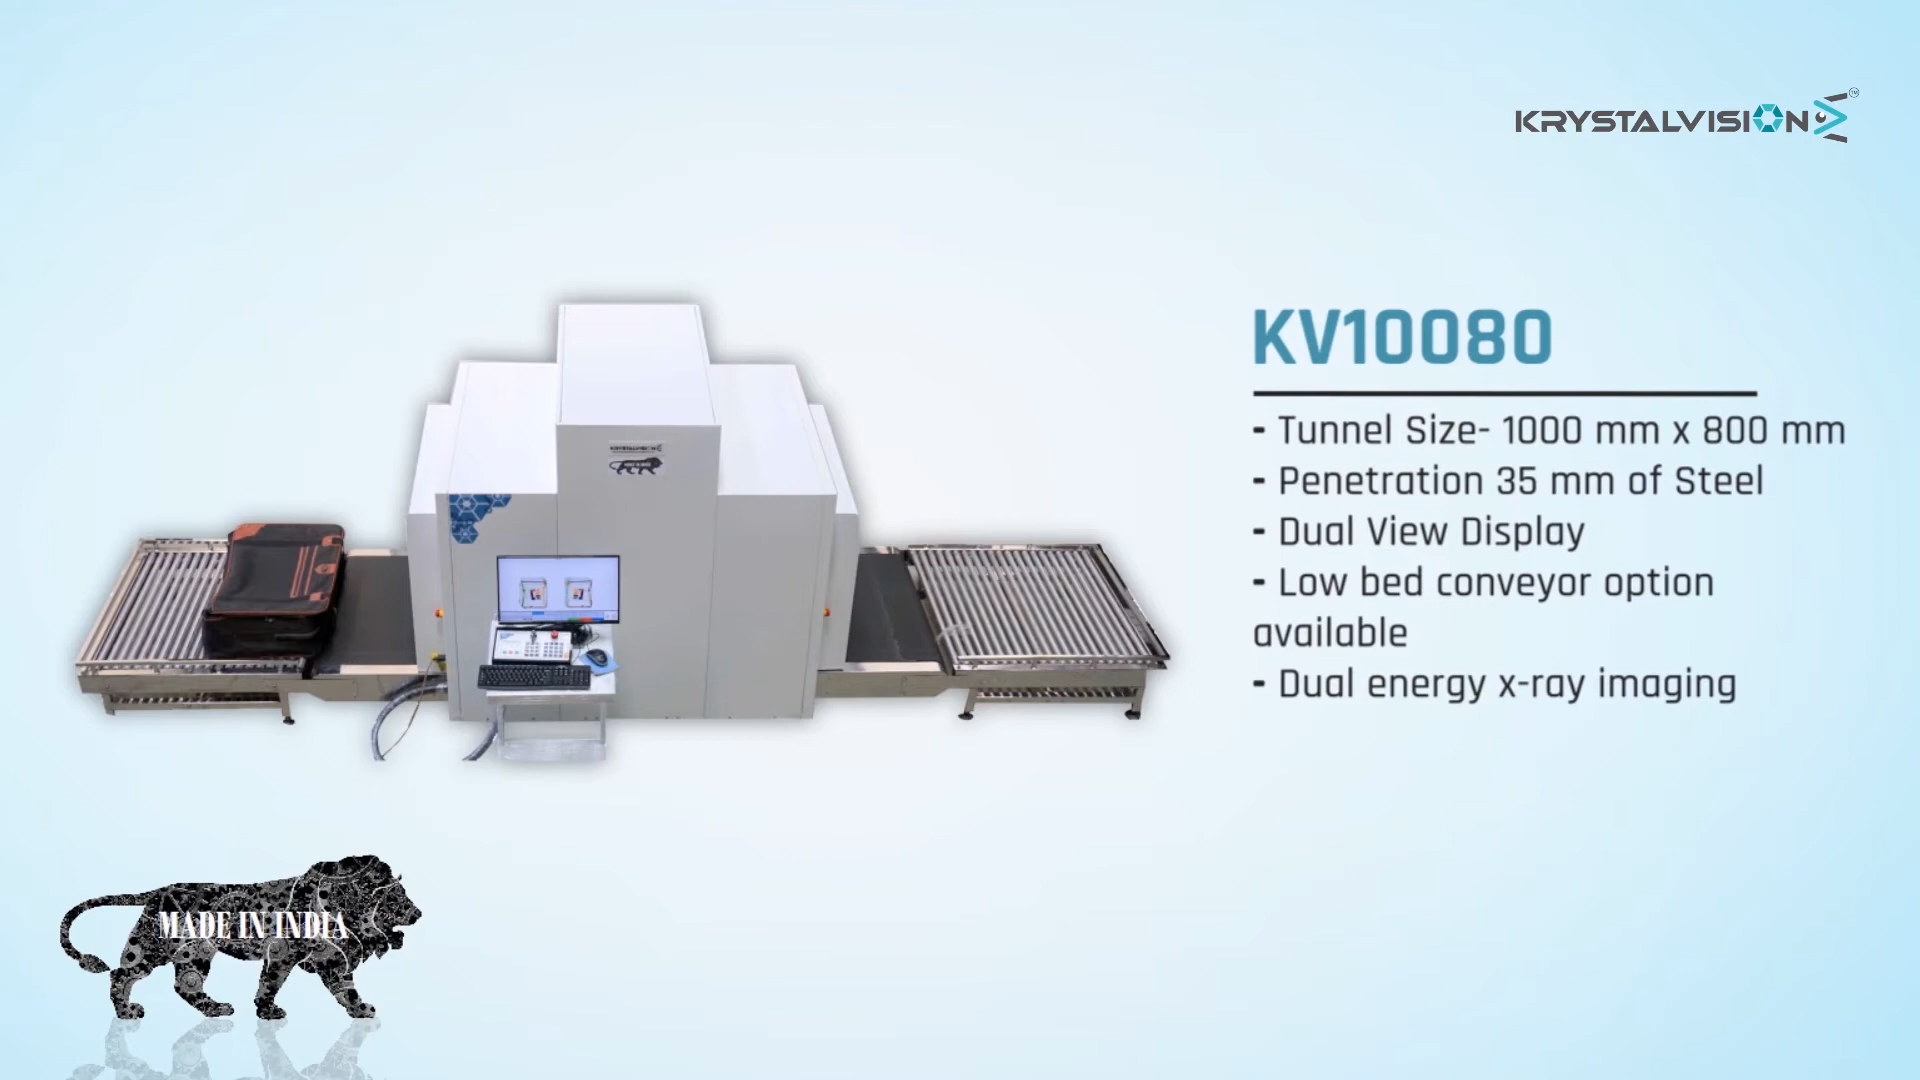 KRYSTALVISION
KV10080
- Tunnel Size- 1000 mm x 800 mm
- Penetration 35 mm of Steel
- Dual View Display
- Low bed conveyor option
available
- Dual energy x-ray imaging
KRYSTALVISION
MADE IN INDIA